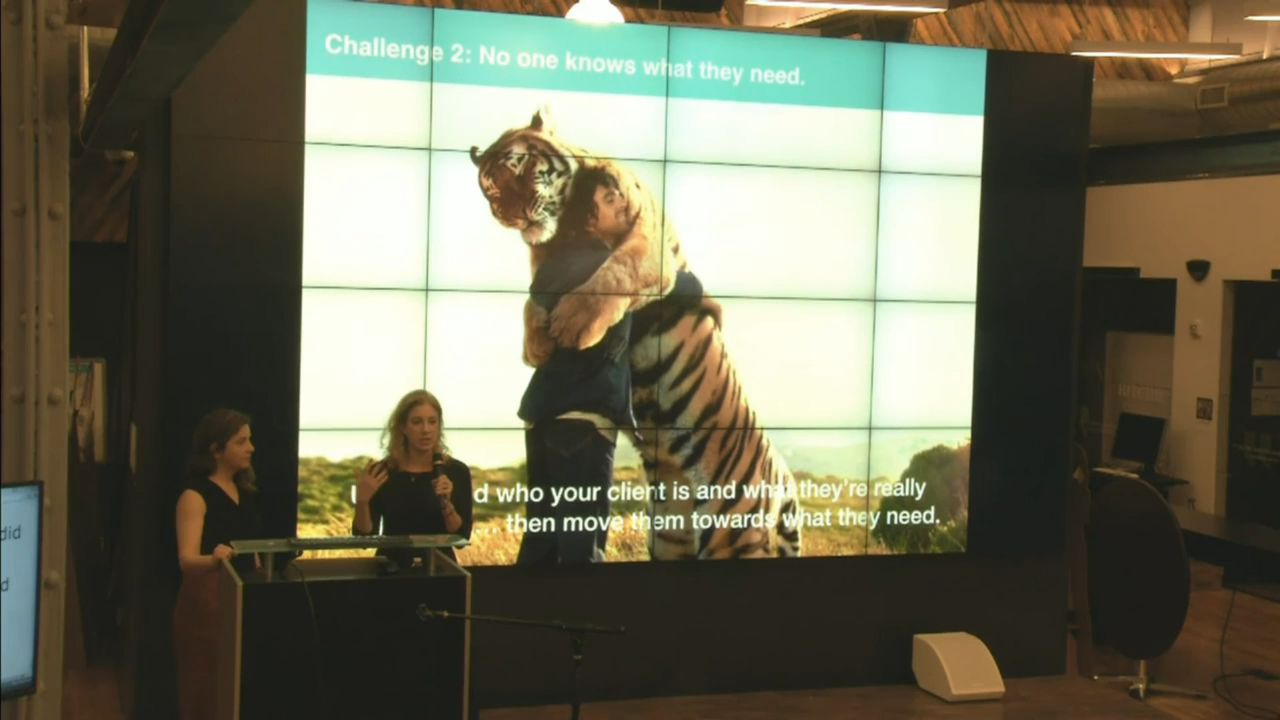 Challenge 2: No one knows what they need.
d who your client is and what they're really
... then move them towards what they need.
did
d